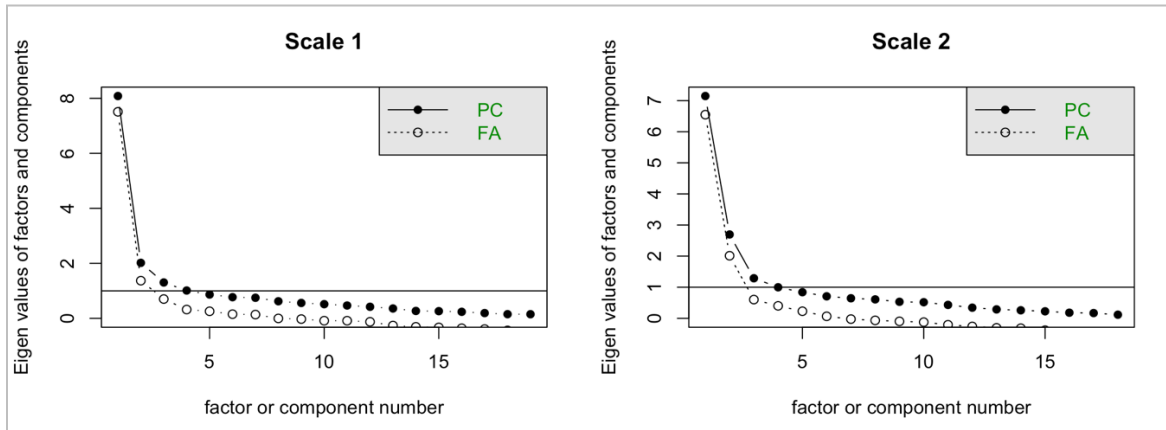 Scale 1
Eigen values of factors and components
8
6
4
2
0
PC
FA
5
10
15
factor or component number
Scale 2
Eigen values of factors and components
7
6
5
4
3
2
1
0
PC
FA
5
10
15
factor or component number